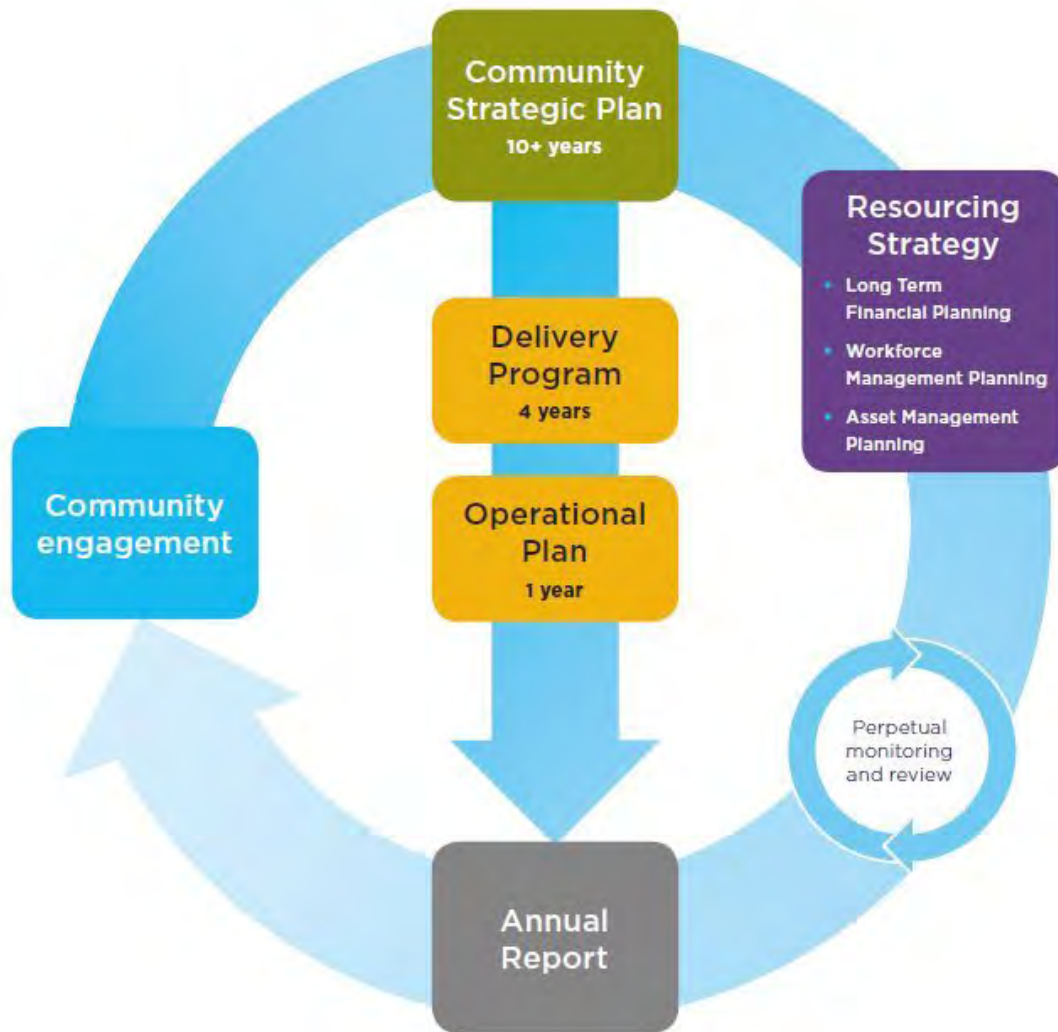 Community
Strategic Plan
10+ years
Resourcing
Strategy
• Long Term
Financial Planning
• Workforce
Management Planning
• Asset Management
Planning
Delivery
Program
4 years
Community
engagement
Operational
Plan
1 year
Perpetual
monitoring
and review
Annual
Report